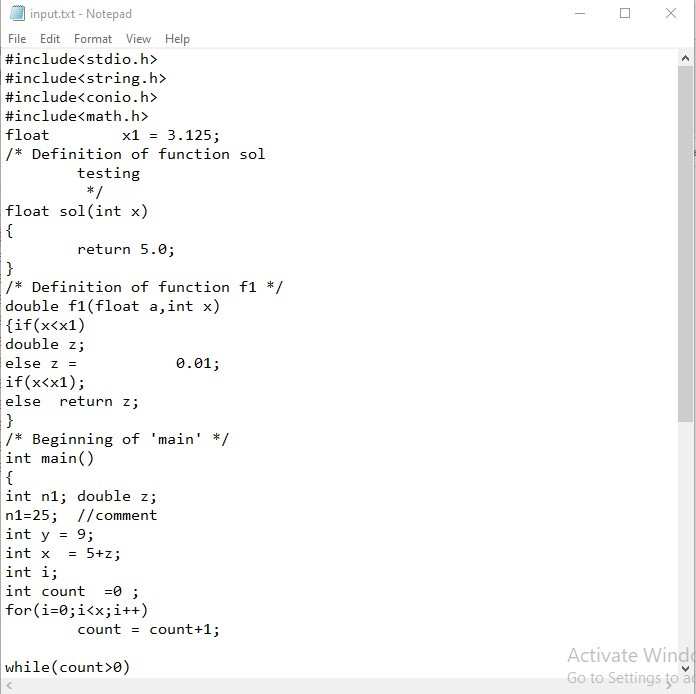 input.txt - Notepad
File Edit Format View Help
#include<stdio.h>
#include<string.h>
#include<conio.h>
#include<math.h>
float        x1 = 3.125;
/* Definition of function sol
        testing
         */
float sol(int x)
{
        return 5.0;
}
/* Definition of function f1 */
double f1(float a,int x)
{if(x<x1)
double z;
else z =           0.01;
if(x<x1);
else  return z;
}
/* Beginning of 'main' */
int main()
{
int n1; double z;
n1=25;  //comment
int y = 9;
int x  = 5+z;
int i;
int count  =0 ;
for(i=0;i<x;i++)
        count = count+1;
while(count>0)
Activate Windo
Go to Settings to ac